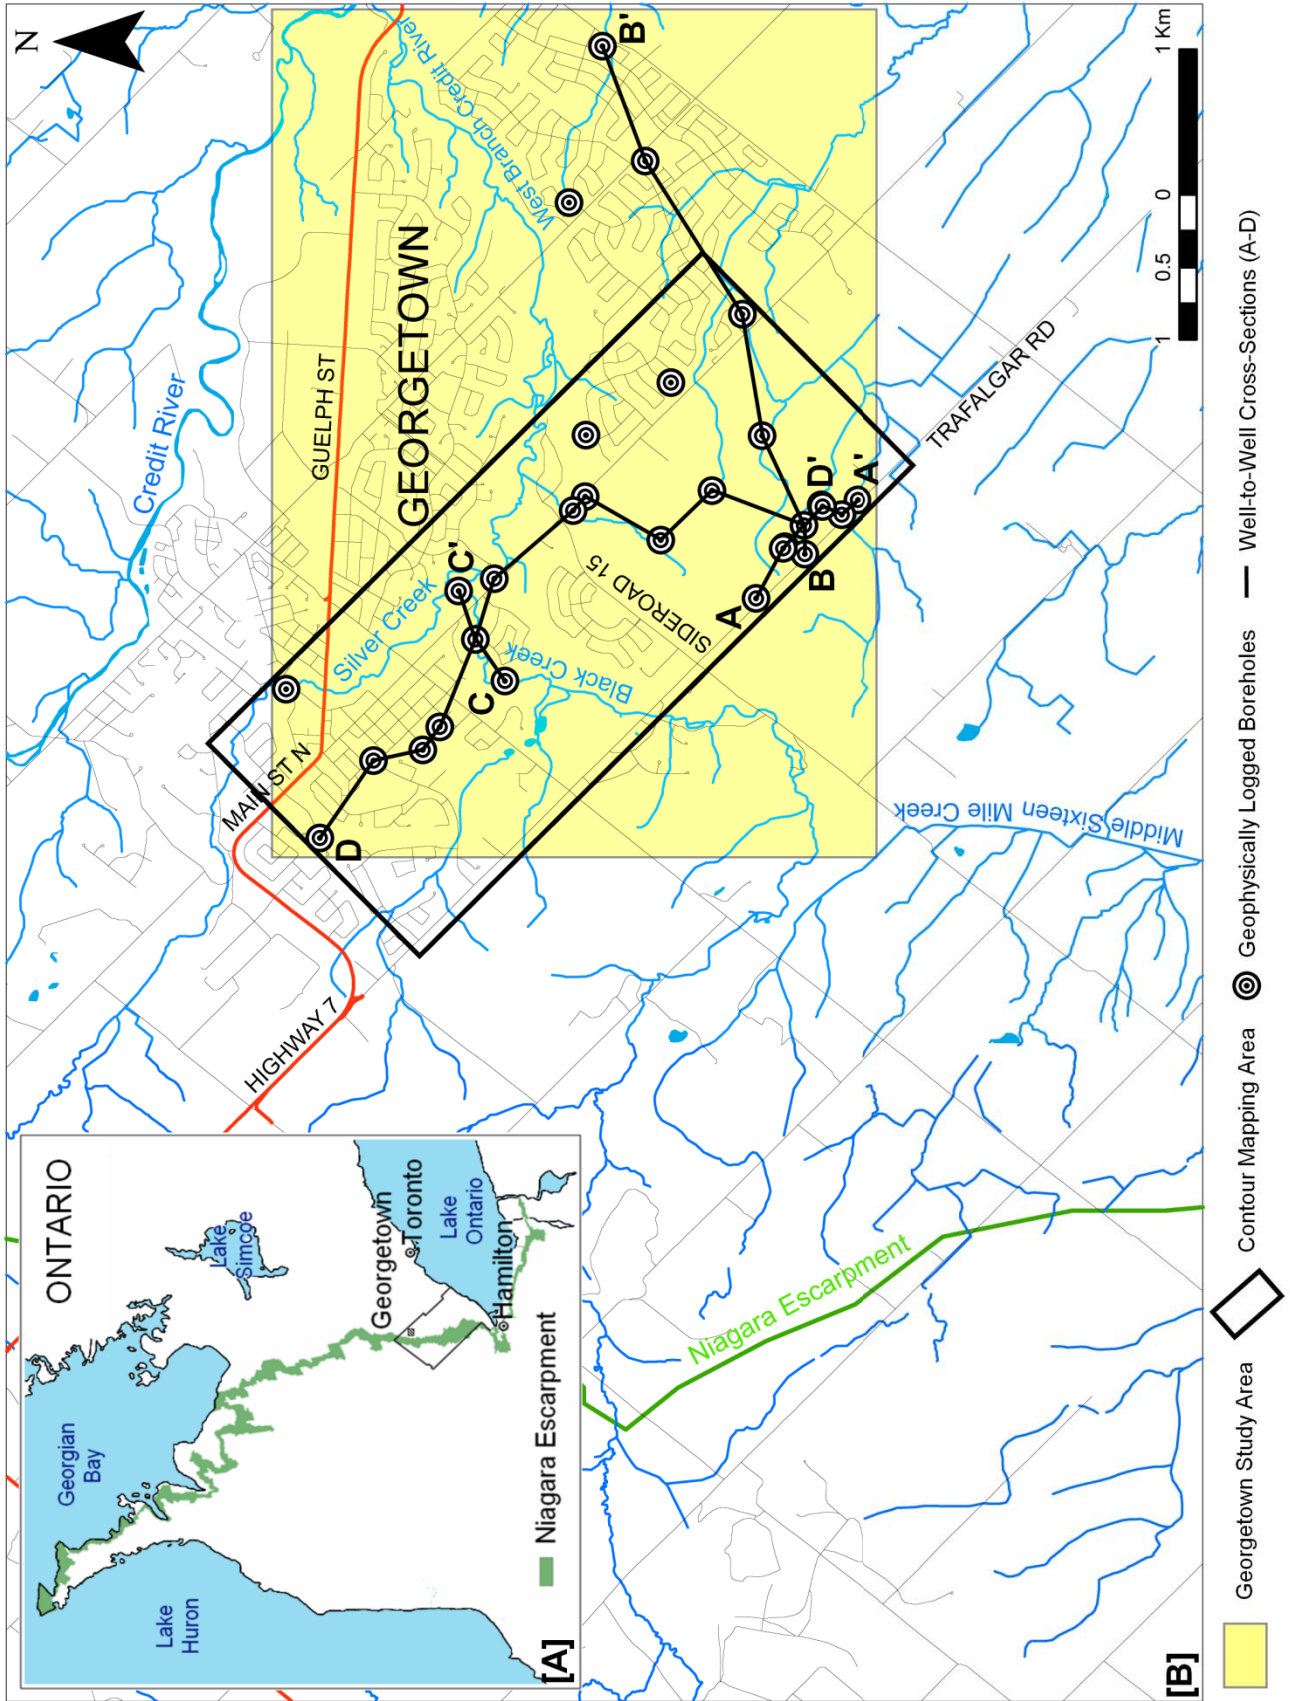 ONTARIO
Georgian
Bay
Lake
Simcoe
Lake
Huron
Georgetown
Toronto
Lake
Ontario
Hamilton
Niagara Escarpment
[A]
N
Credit River
MAIN ST N
GUELPH ST
HIGHWAY 7
GEORGETOWN
West Branch Credit River
Silver Creek
Black Creek
SIDEROAD 15
TRAFALGAR RD
Middle Sixteen Mile Creek
Niagara Escarpment
D
C
C'
A
B
D'
A'
B'
1
0.5
0
1 Km
[B]
Georgetown Study Area
Contour Mapping Area
Geophysically Logged Boreholes
Well-to-Well Cross-Sections (A-D)